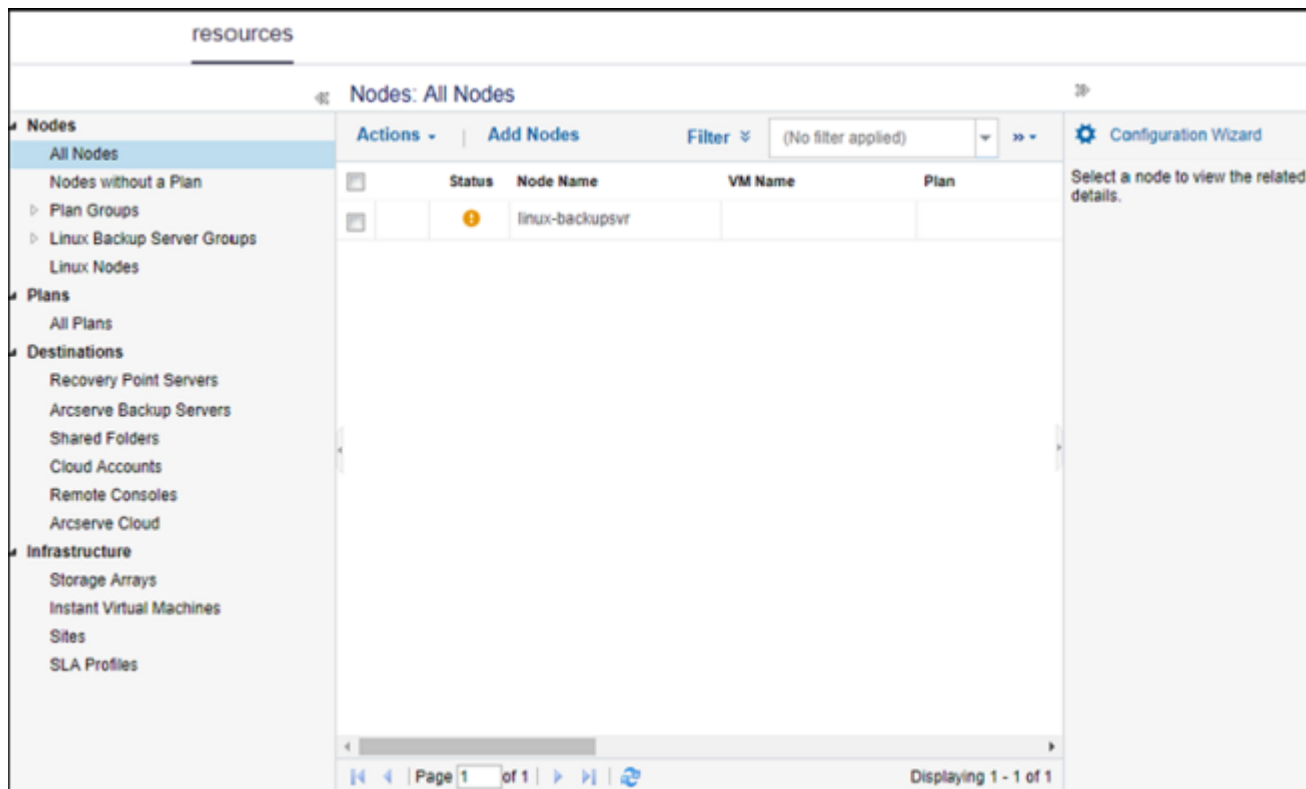 resources
Nodes
All Nodes
Nodes without a Plan
Plan Groups
Linux Backup Server Groups
Linux Nodes
Plans
All Plans
Destinations
Recovery Point Servers
Arcserve Backup Servers
Shared Folders
Cloud Accounts
Remote Consoles
Arcserve Cloud
Infrastructure
Storage Arrays
Instant Virtual Machines
Sites
SLA Profiles
Nodes: All Nodes
Actions | Add Nodes Filter (No filter applied)
Status Node Name VM Name Plan
linux-backupsvr
Page 1 of 1 Displaying 1 - 1 of 1
Configuration Wizard
Select a node to view the related
details.